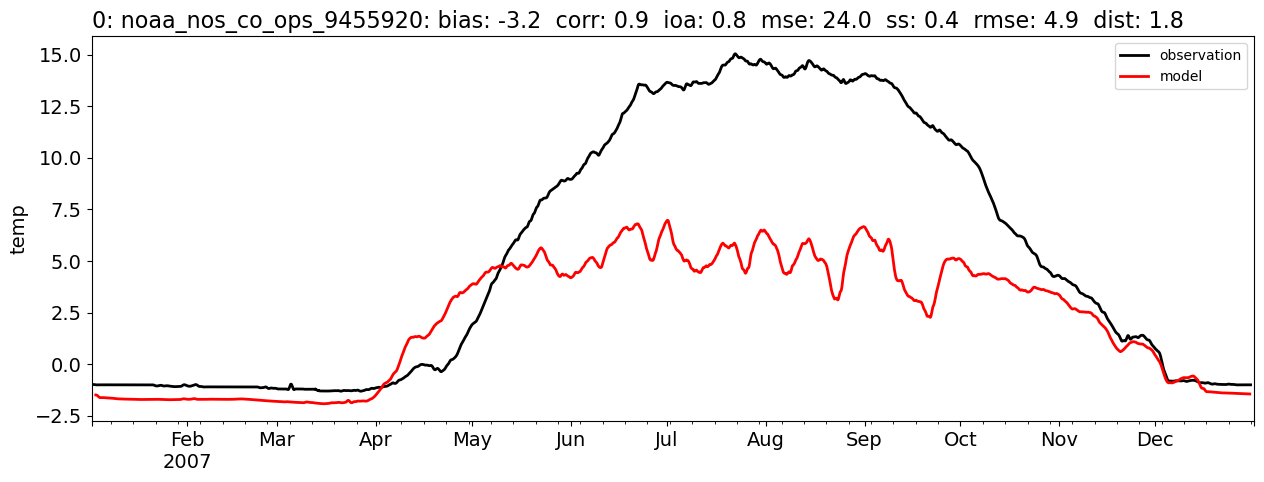 0: noaa_nos_co_ops_9455920: bias: -3.2  corr: 0.9  ioa: 0.8  mse: 24.0  ss: 0.4  rmse: 4.9  dist: 1.8
observation
model
15.0
12.5
10.0
7.5
5.0
2.5
0.0
−2.5
temp
Feb Mar Apr May Jun Jul Aug Sep Oct Nov Dec
2007